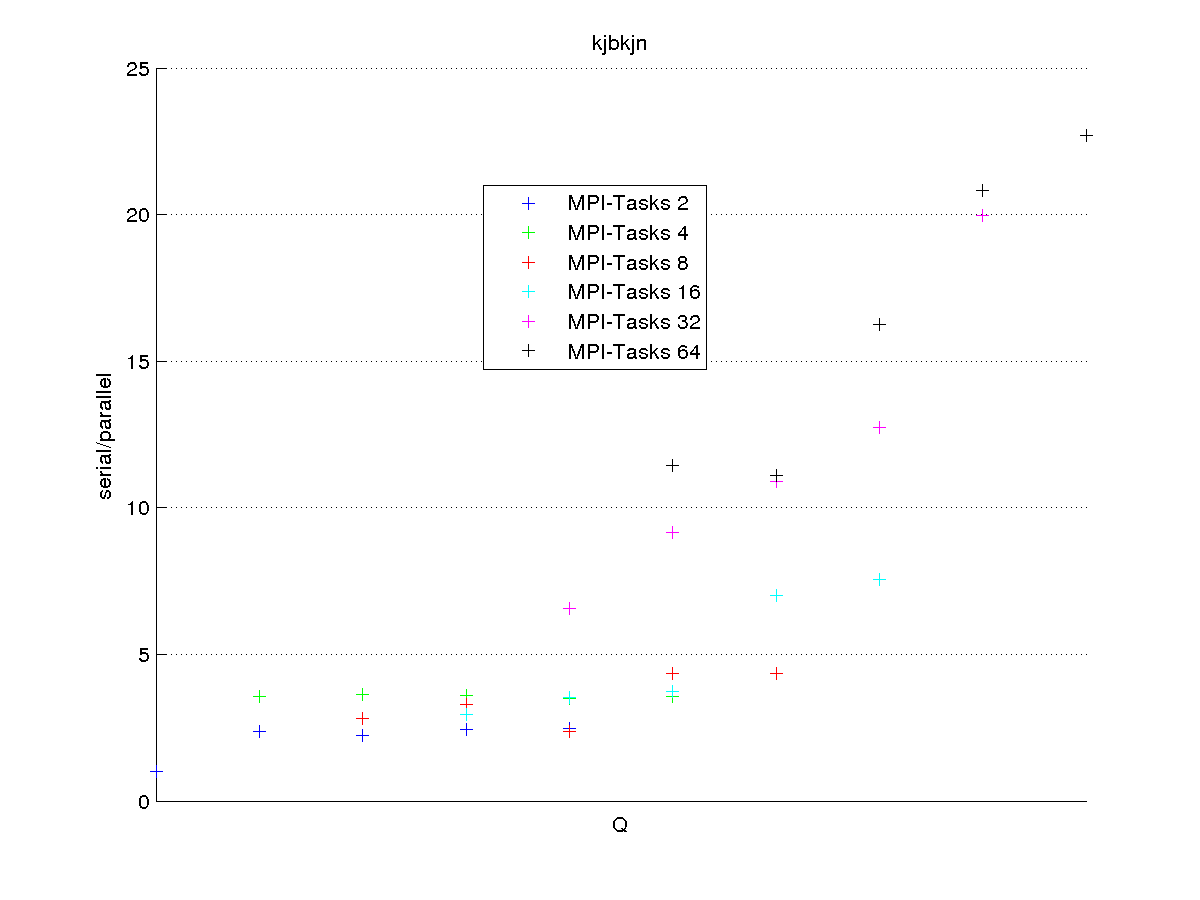 kjbkjn
25
20
15
10
5
0
serial/parallel
MPI-Tasks 2
MPI-Tasks 4
MPI-Tasks 8
MPI-Tasks 16
MPI-Tasks 32
MPI-Tasks 64
Q